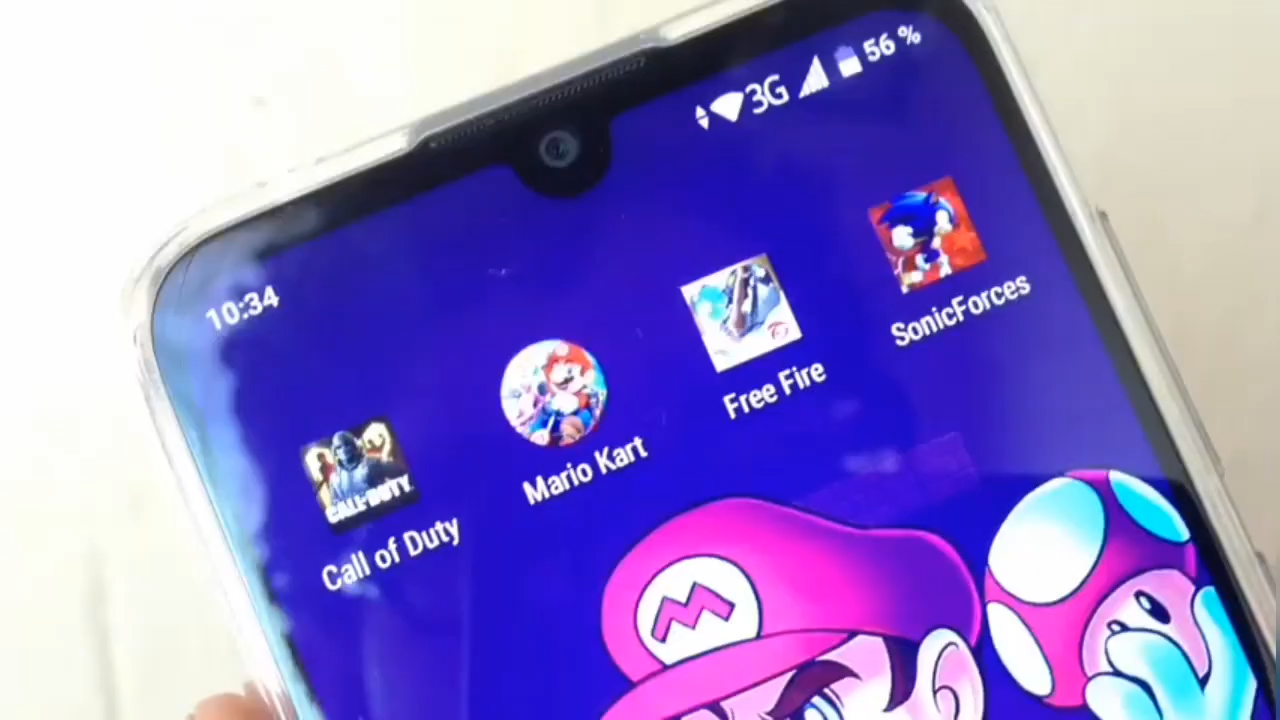 10:34
3G 56 %
CALL OF DUTY
Call of Duty
Mario Kart
Free Fire
SonicForces
M